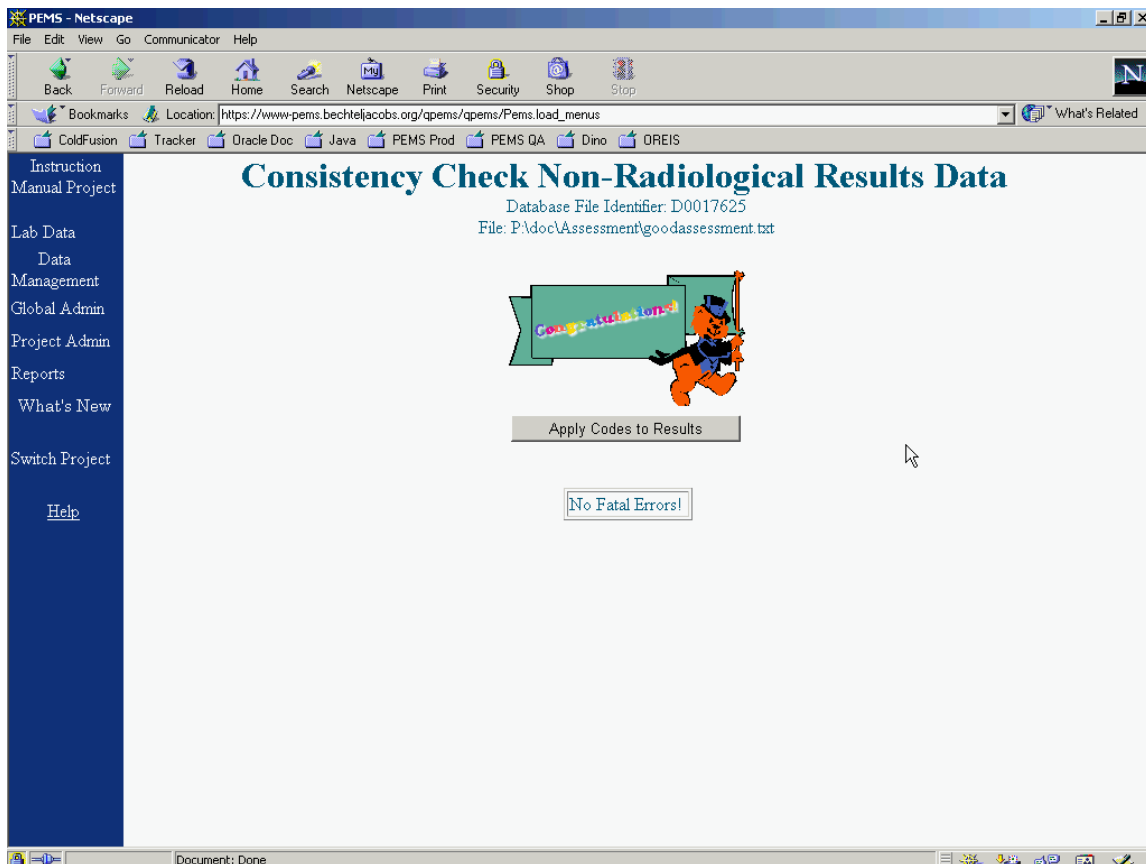 PEMS - Netscape
File Edit View Go Communicator Help
My
N
Back Forward Reload Home Search Netscape Print Security Shop Stop
Bookmarks Location: https://www-pems.bechteljacobs.org/qpems/qpems/Pems.load_menus What's Related
ColdFusion Tracker Oracle Doc Java PEMS Prod PEMS QA Dino OREIS
Instruction
Manual Project
Lab Data
Data
Management
Global Admin
Project Admin
Reports
What's New
Switch Project
Help
Consistency Check Non-Radiological Results Data
Database File Identifier: D0017625
File: P:\doc\Assessment\goodassessment.txt
Congratulations!
Apply Codes to Results
No Fatal Errors!
Document: Done